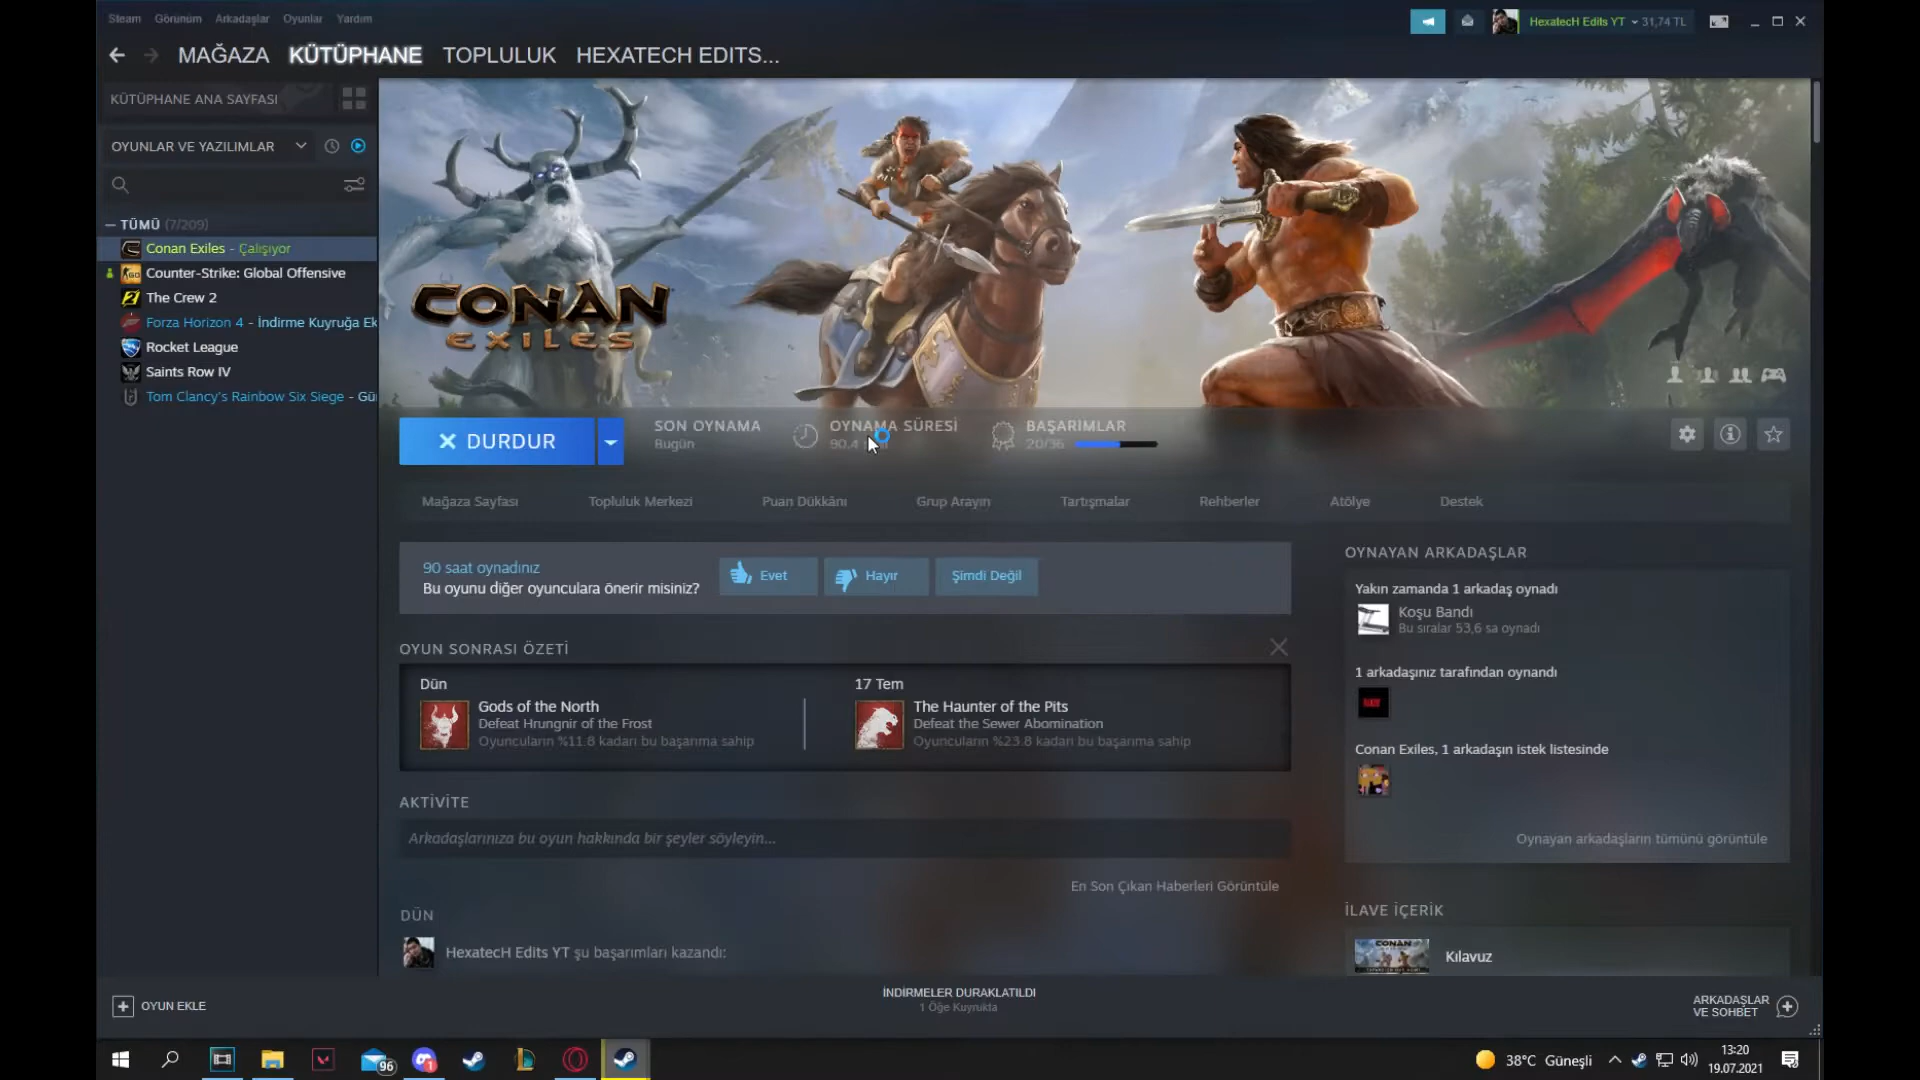 Steam Görünüm Arkadaşlar Oyunlar Yardım
HexatecH Edits YT 31,74 TL
MAĞAZA KÜTÜPHANE TOPLULUK HEXATECH EDITS...
KÜTÜPHANE ANA SAYFASI
OYUNLAR VE YAZILIMLAR
— TÜMÜ (7/209)
Conan Exiles - Çalışıyor
Counter-Strike: Global Offensive
The Crew 2
Forza Horizon 4 - İndirme Kuyruğa Ek
Rocket League
Saints Row IV
Tom Clancy's Rainbow Six Siege - Gü
CONAN
EXILES
DURDUR
SON OYNAMA
Bugün
OYNAMA SÜRESİ
90,4
BAŞARIMLAR
20/36
Mağaza Sayfası Topluluk Merkezi Puan Dükkânı Grup Arayın Tartışmalar Rehberler Atölye Destek
90 saat oynadınız
Bu oyunu diğer oyunculara önerir misiniz?
Evet Hayır Şimdi Değil
OYUN SONRASI ÖZETİ
Dün
Gods of the North
Defeat Hrungnir of the Frost
Oyuncuların %11.8 kadarı bu başarıma sahip
17 Tem
The Haunter of the Pits
Defeat the Sewer Abomination
Oyuncuların %23.8 kadarı bu başarıma sahip
AKTİVİTE
Arkadaşlarınıza bu oyun hakkında bir şeyler söyleyin...
En Son Çıkan Haberleri Görüntüle
DÜN
HexatecH Edits YT şu başarımları kazandı:
OYNAYAN ARKADAŞLAR
Yakın zamanda 1 arkadaş oynadı
Koşu Bandı
Bu sıralar 53,6 sa oynadı
1 arkadaşınız tarafından oynandı
Conan Exiles, 1 arkadaşın istek listesinde
Oynayan arkadaşların tümünü görüntüle
İLAVE İÇERİK
Kılavuz
OYUN EKLE
İNDİRMELER DURAKLATILDI
1 Öğe Kuyrukta
ARKADAŞLAR
VE SOHBET
96
1
38°C Güneşli
13:20
19.07.2021